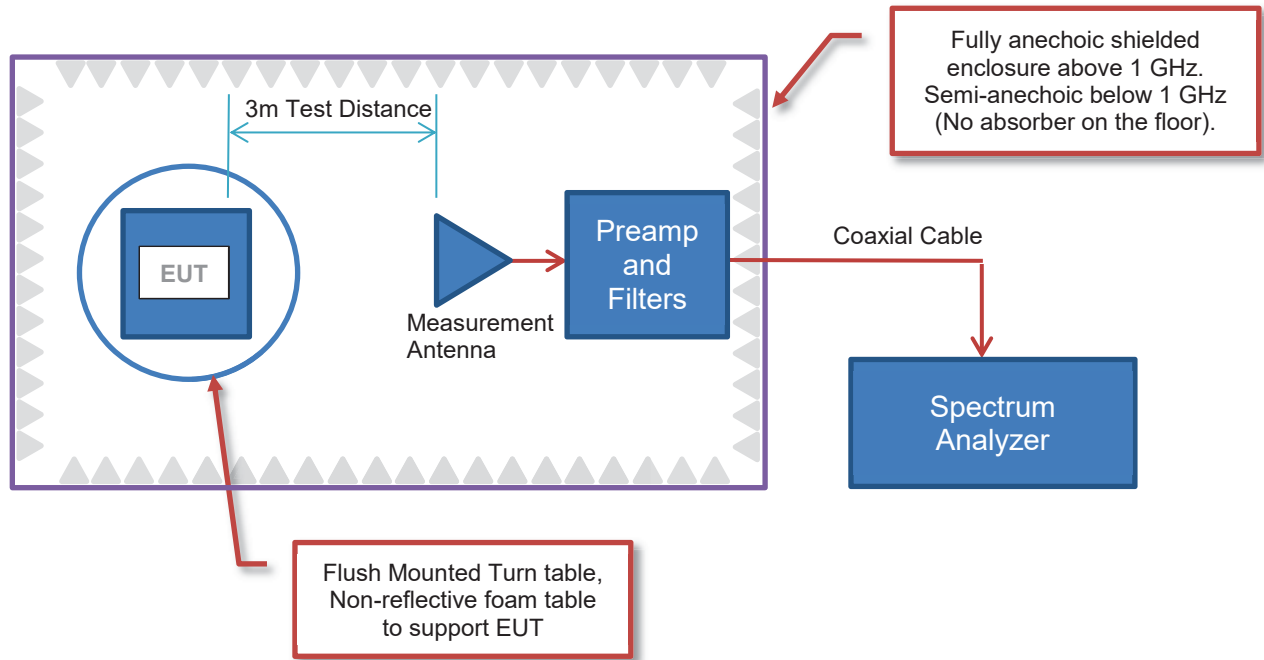 Fully anechoic shielded
enclosure above 1 GHz.
Semi-anechoic below 1 GHz
(No absorber on the floor).
3m Test Distance
EUT
Measurement
Antenna
Preamp
and
Filters
Coaxial Cable
Spectrum
Analyzer
Flush Mounted Turn table,
Non-reflective foam table
to support EUT